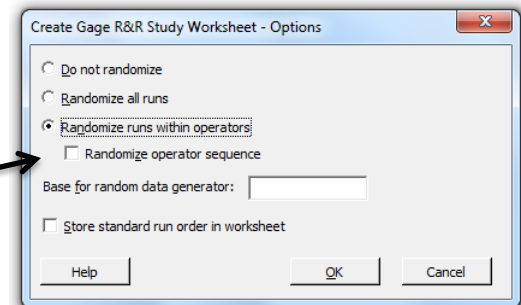 Create Gage R&R Study Worksheet - Options
Do not randomize
Randomize all runs
Randomize runs within operators
Randomize operator sequence
Base for random data generator:
Store standard run order in worksheet
Help OK Cancel